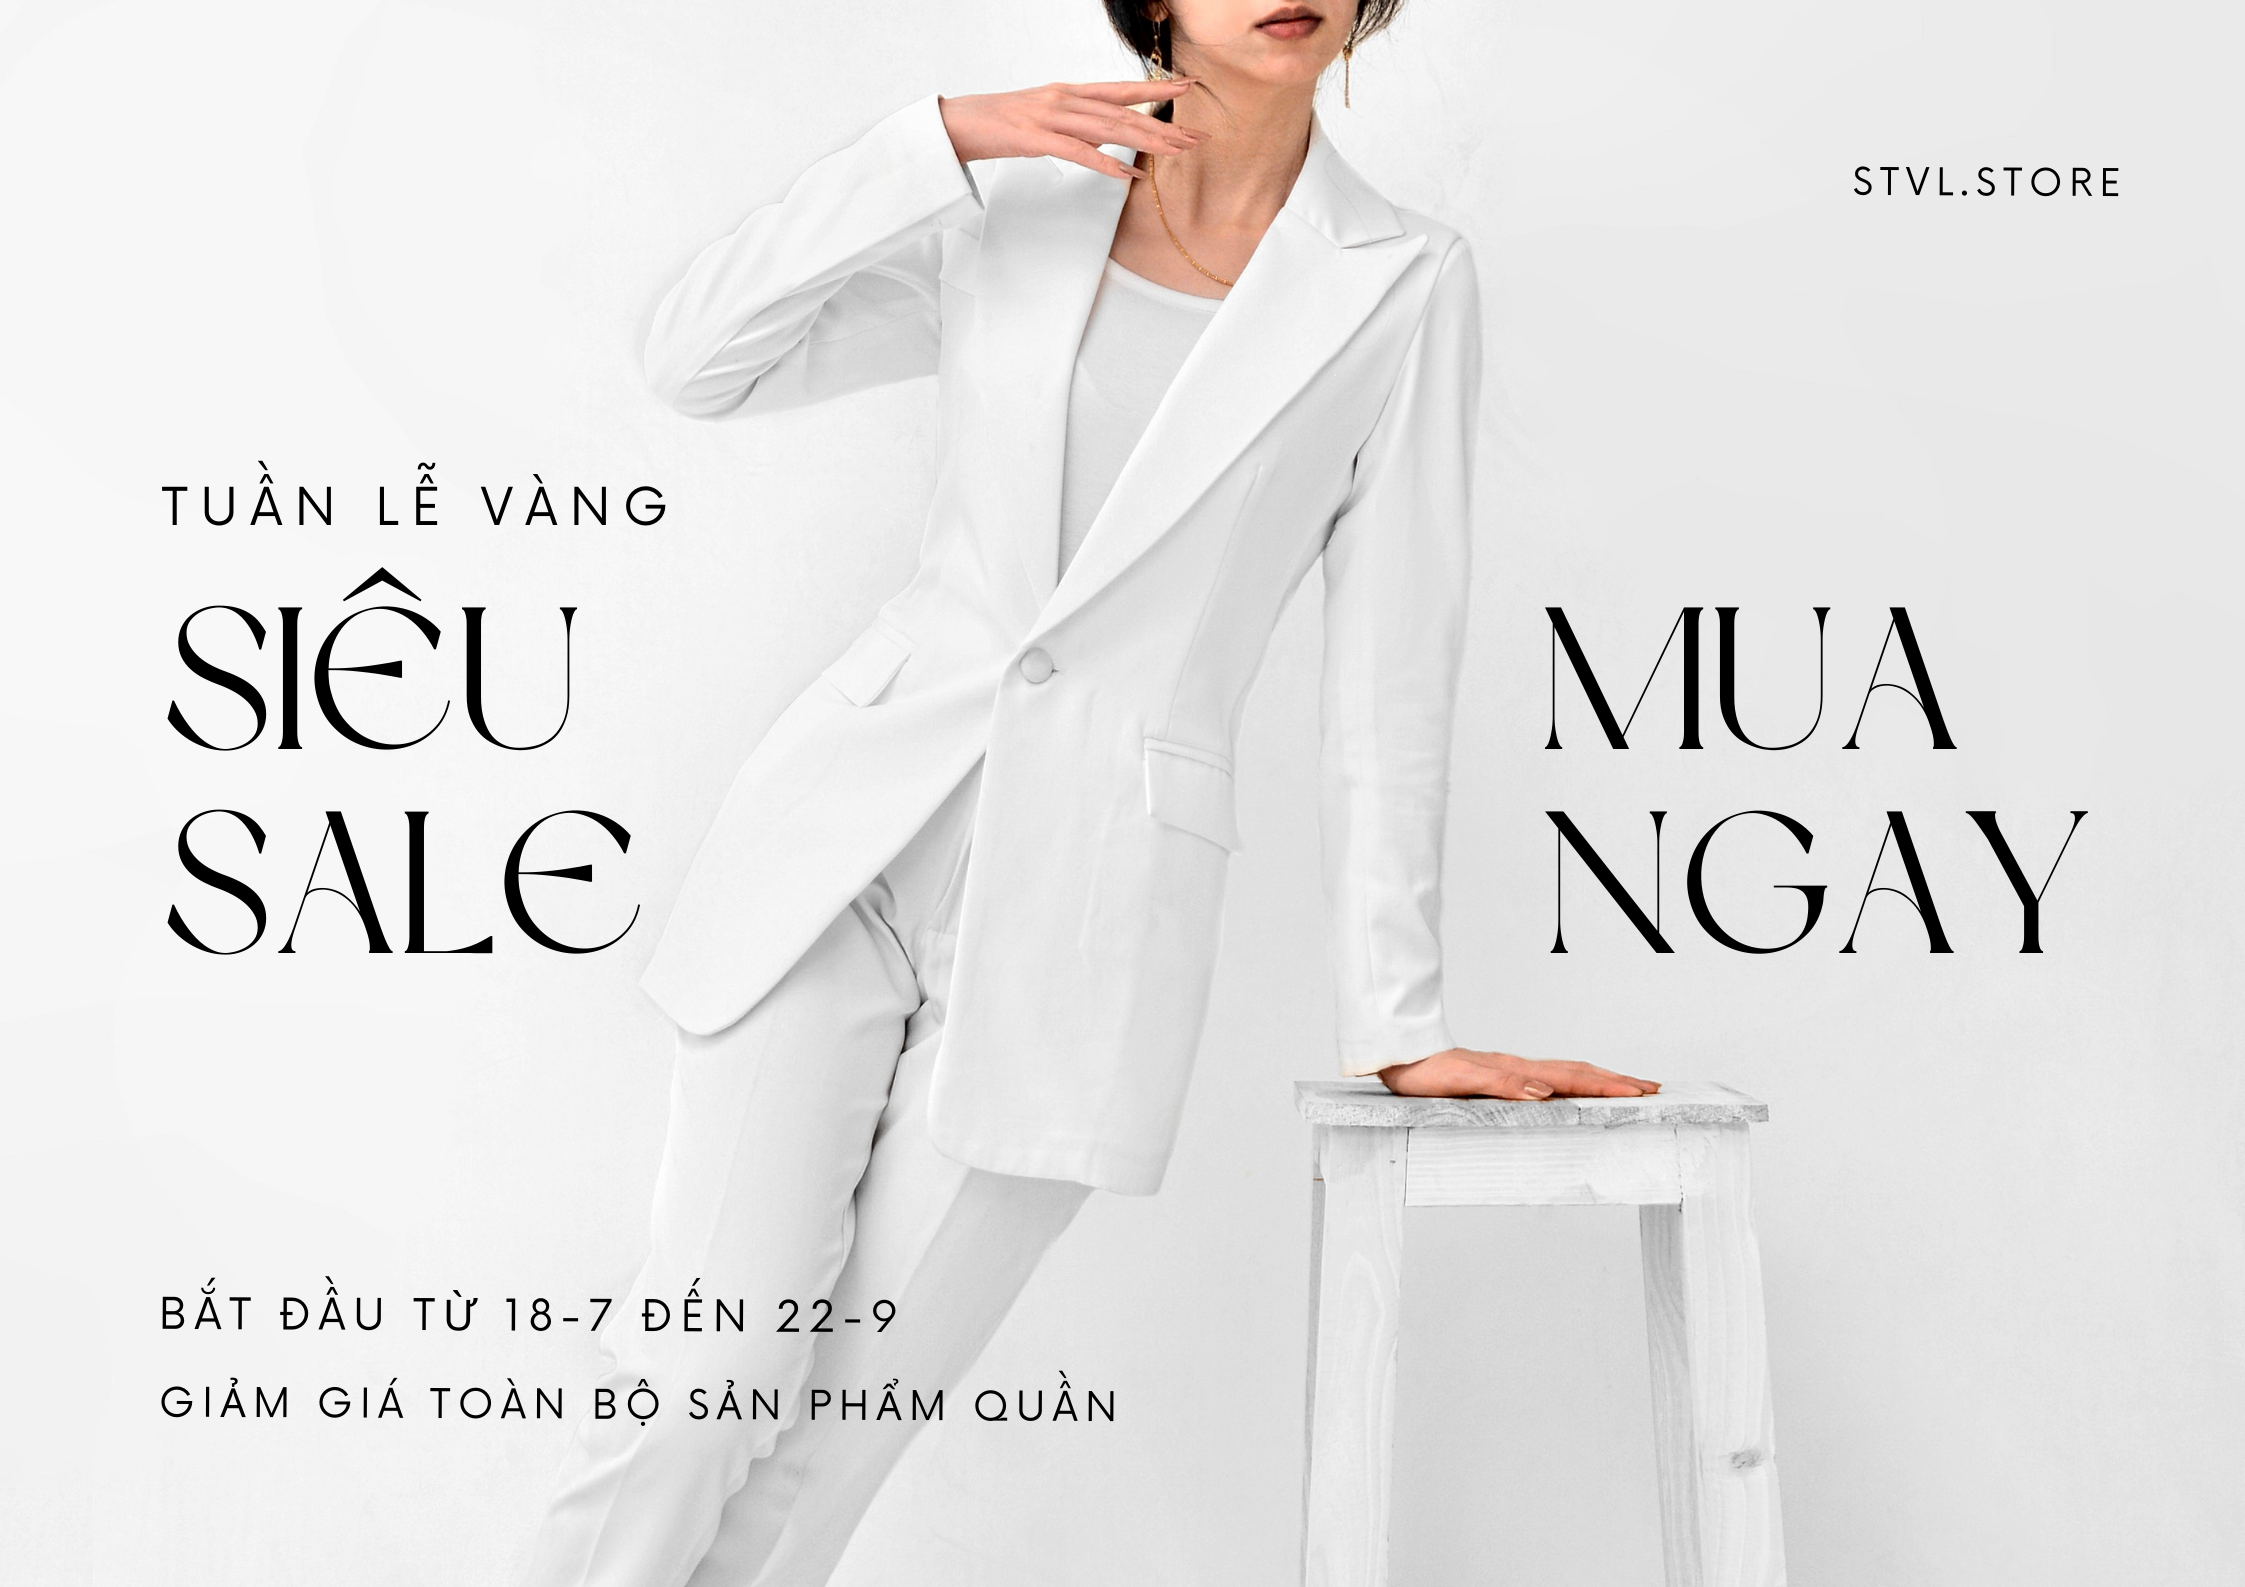 STVL.STORE
TUẦN LỄ VÀNG
SIÊU
SALE
MUA
NGAY
BẮT ĐẦU TỪ 18-7 ĐẾN 22-9
GIẢM GIÁ TOÀN BỘ SẢN PHẨM QUẦN